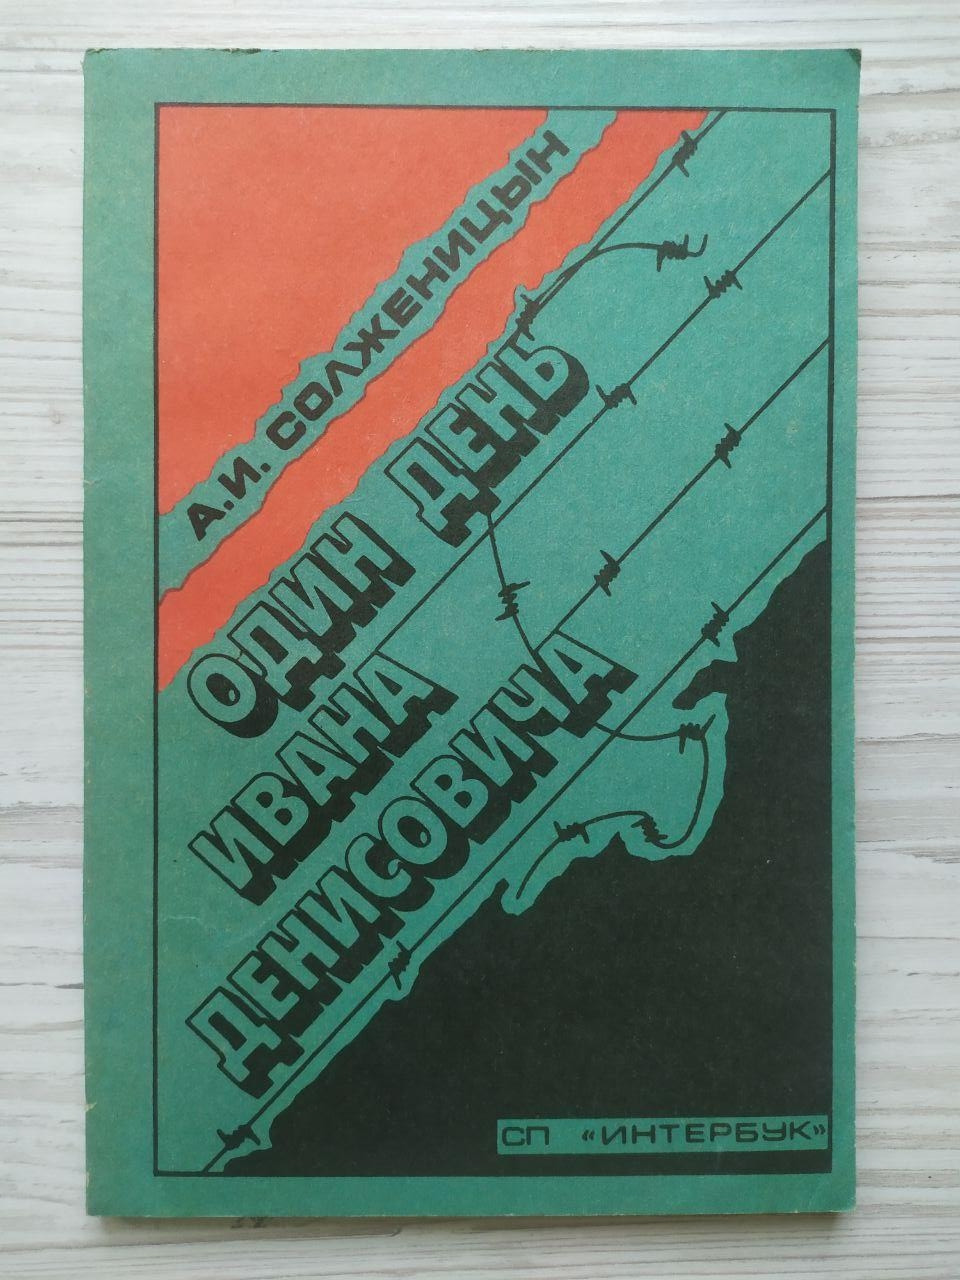 А.И. СОЛЖЕНИЦЫН
ОДИН ДЕНЬ
ИВАНА
ДЕНИСОВИЧА
СП «ИНТЕРБУК»